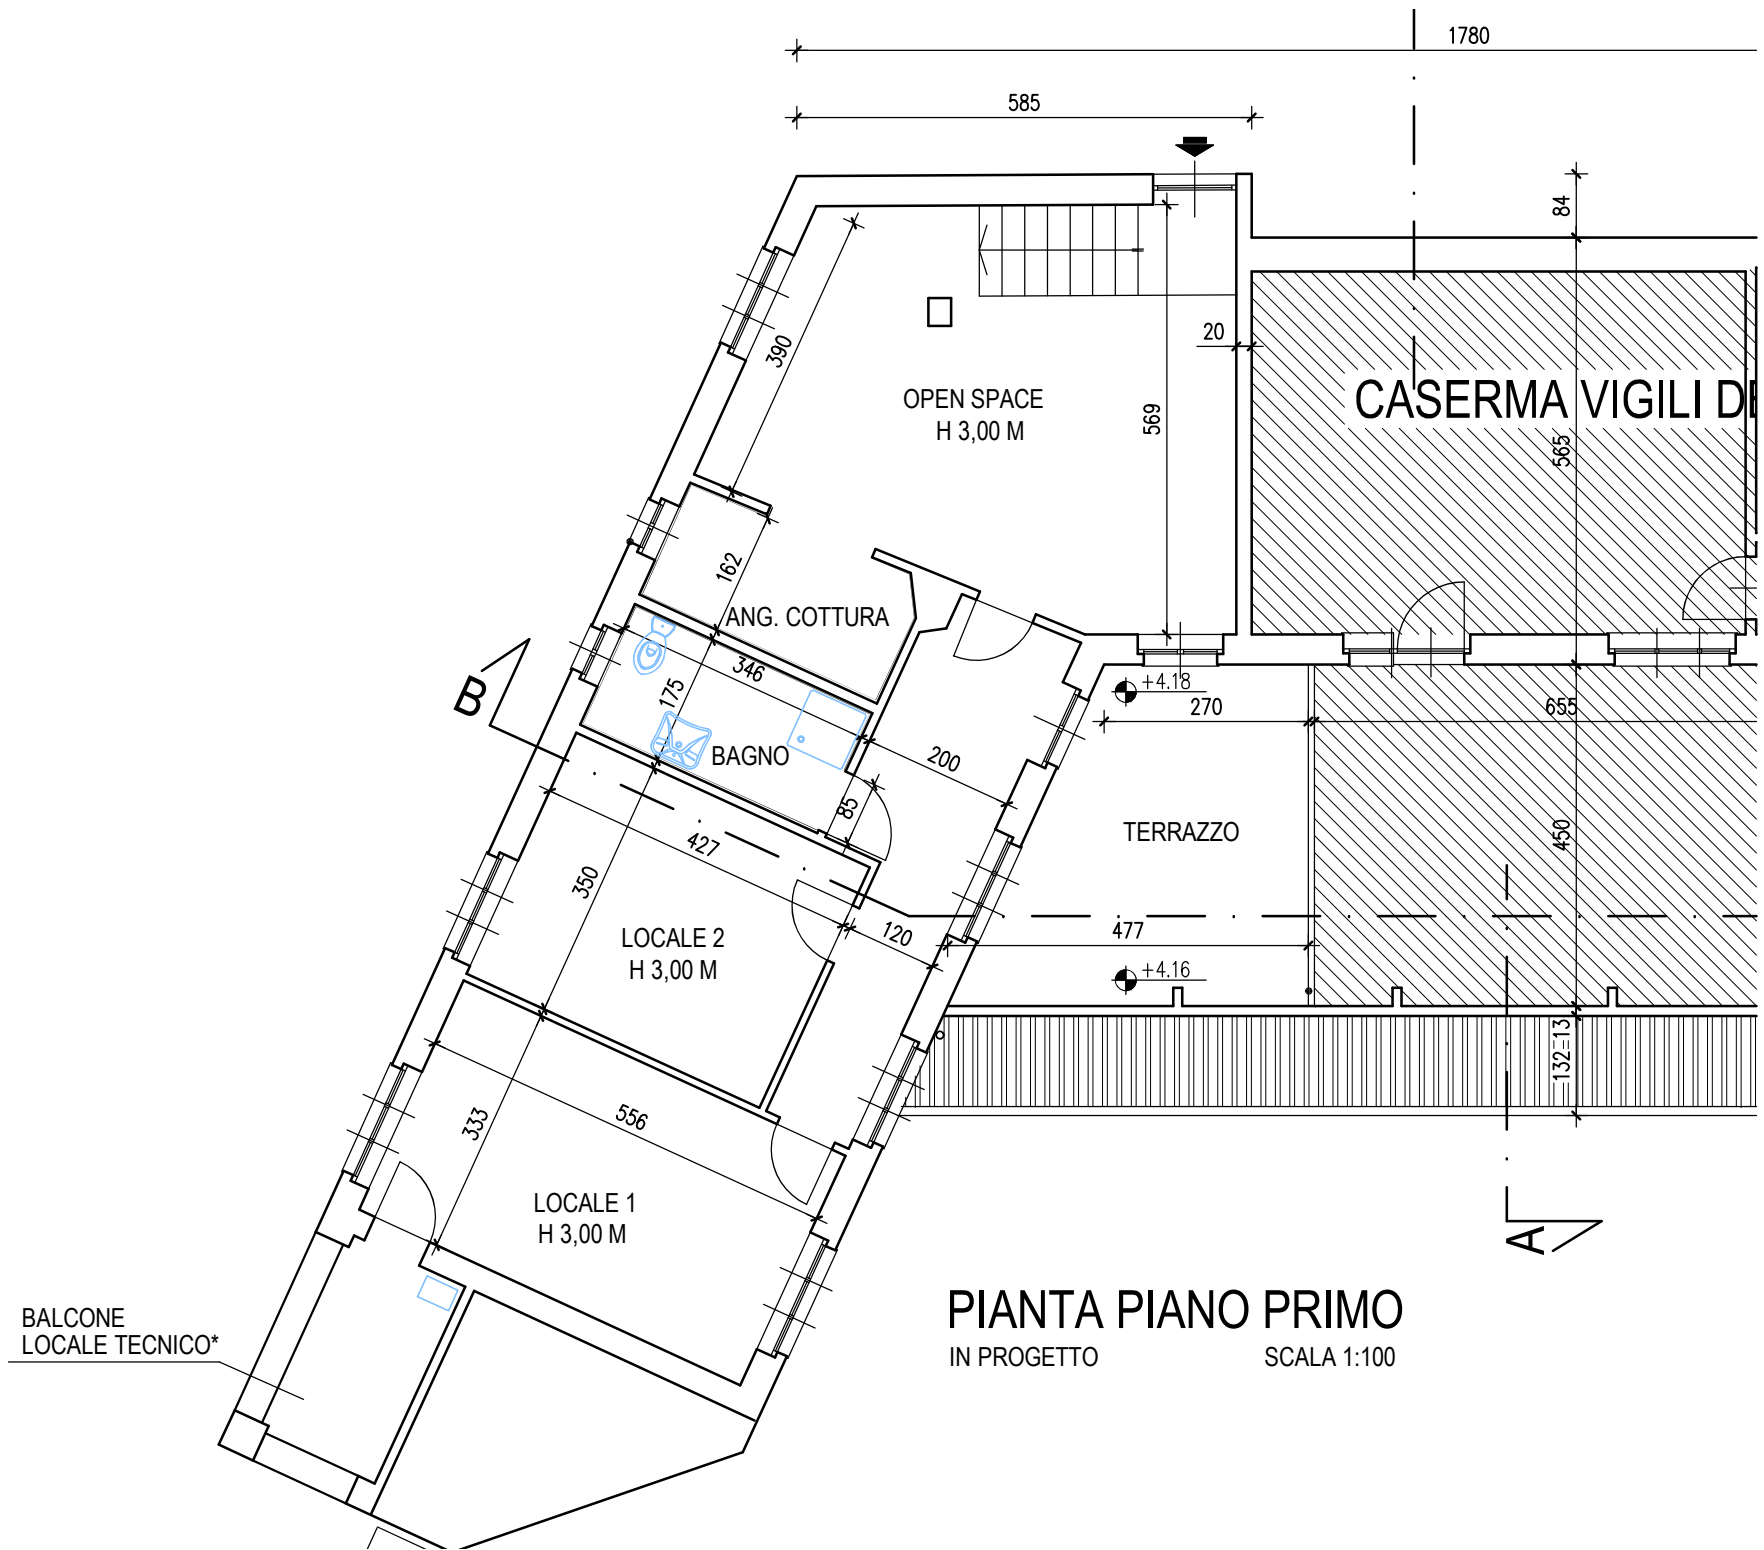 1780
585
84
390
20
OPEN SPACE
H 3,00 M
569
CASERMA VIGILI
565
162
ANG. COTTURA
346
175
B
+4.18
270
655
BAGNO
200
85
TERRAZZO
450
427
350
LOCALE 2
H 3,00 M
120
477
+4.16
132=13
333
556
LOCALE 1
H 3,00 M
A
PIANTA PIANO PRIMO
IN PROGETTO SCALA 1:100
BALCONE
LOCALE TECNICO*